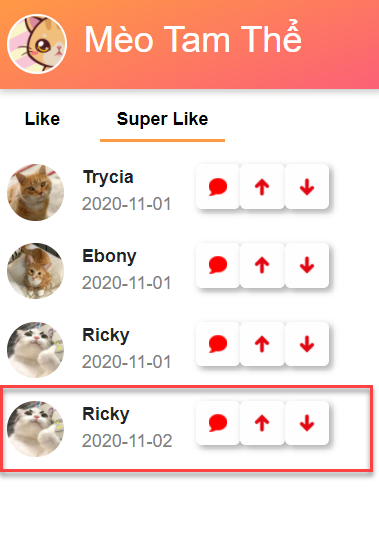 Mèo Tam Thể
Like Super Like
Trycia
2020-11-01
Ebony
2020-11-01
Ricky
2020-11-01
Ricky
2020-11-02